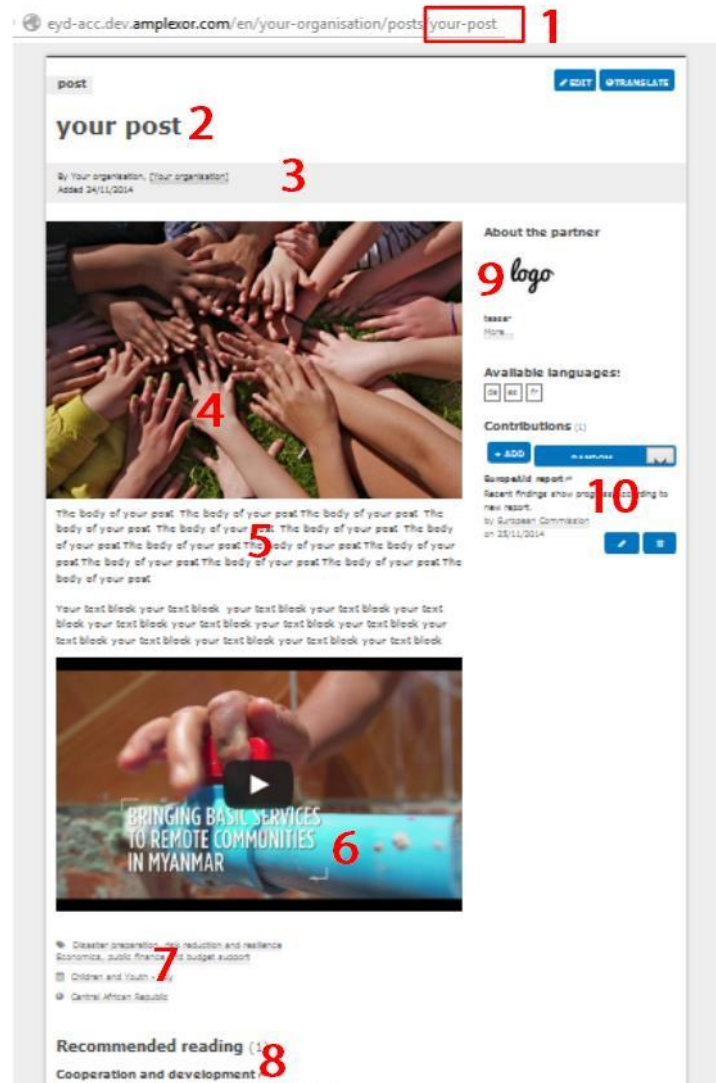 eyd-acc.dev.amplexor.com/en/your-organisation/posts/your-post
1
post
EDIT
TRANSLATE
your post
2
By Your organisation, [Your organisation]
Added 24/11/2014
3
4
The body of your post The body of your post The body of your post The
body of your post The body of your post The body of your post The body
of your post The body of your post The body of your post The body of your
post The body of your post The body of your post The body of your post The
body of your post
5
Your text block your text block your text block your text block your text
block your text block your text block your text block your text block your
text block your text block your text block your text block your text block
BRINGING BASIC SERVICES
TO REMOTE COMMUNITIES
IN MYANMAR
6
Disaster preparation, risk reduction and resilience
Economics, public finance and budget support
7
Children and Youth -
Central African Republic
Recommended reading (1)
8
Cooperation and development
About the partner
9
logo
teaser
More...
Available languages:
de
es
fr
Contributions (1)
+ ADD
RANDOM
EuropeAid report
Recent findings show progress according to
new report.
10
by European Commission
on 25/11/2014